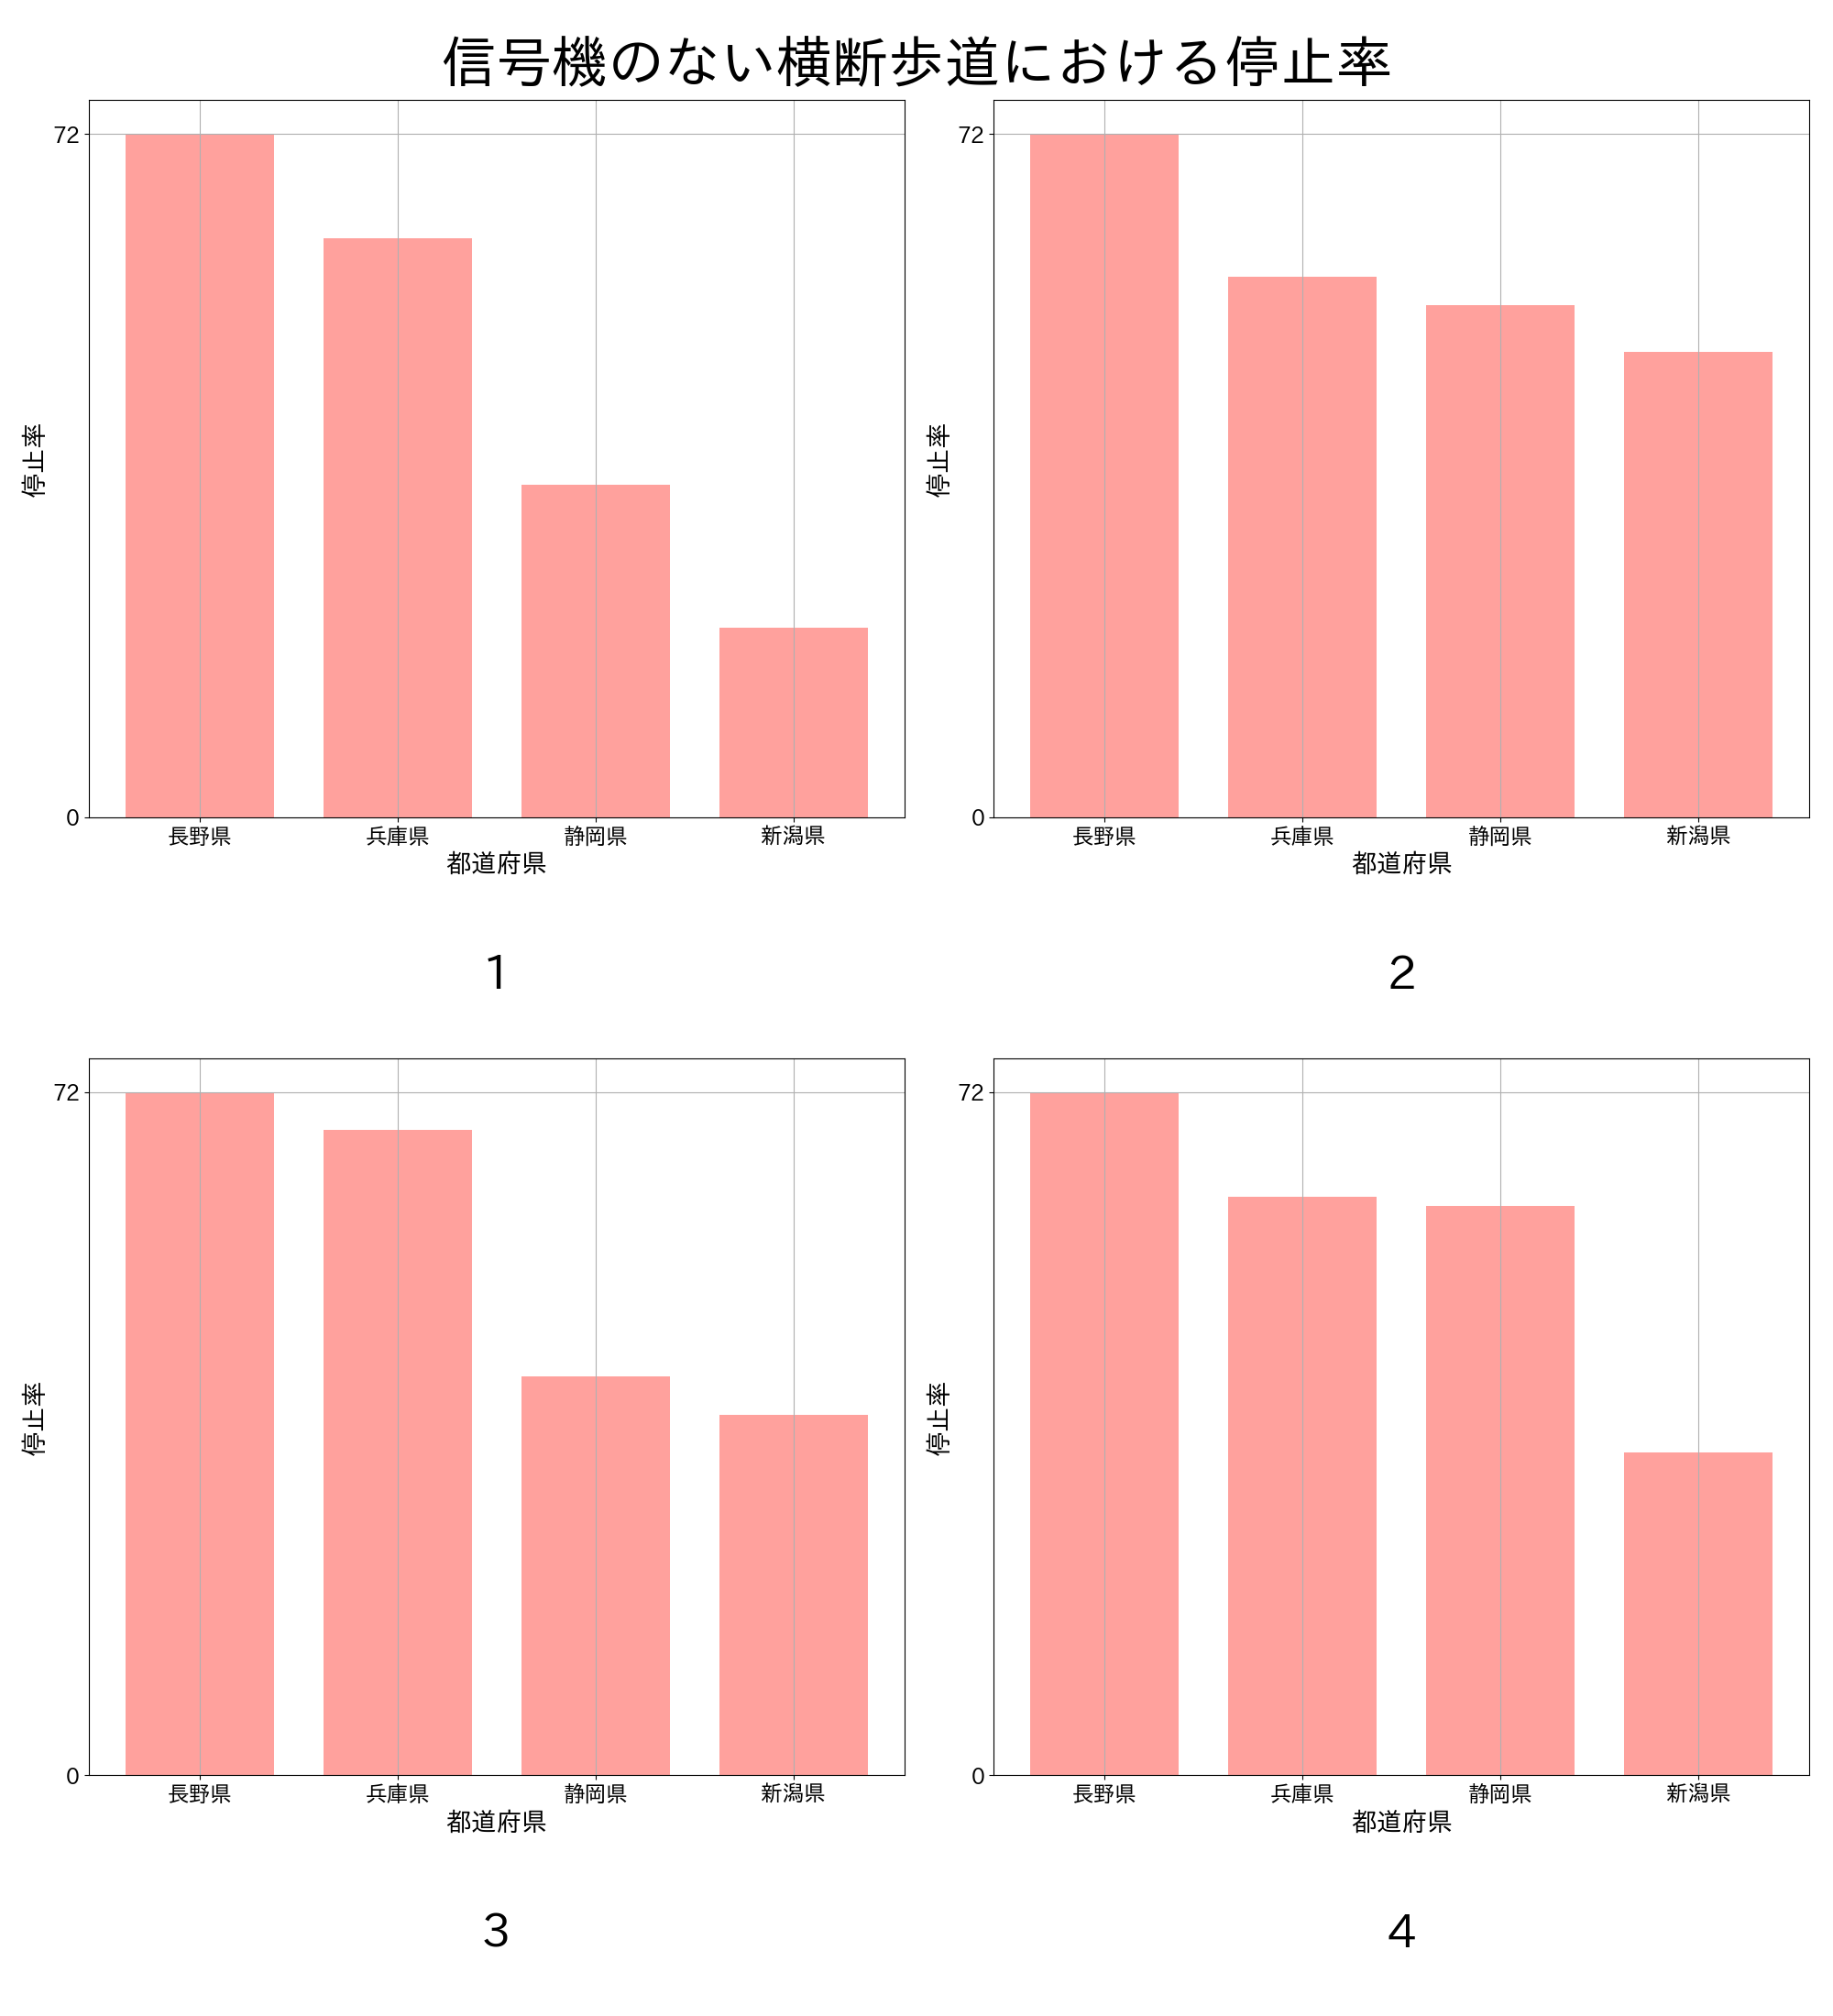 信号機のない横断歩道における停止率
72
停止率
0
長野県 兵庫県 静岡県 新潟県
都道府県
1
72
停止率
0
長野県 兵庫県 静岡県 新潟県
都道府県
2
72
停止率
0
長野県 兵庫県 静岡県 新潟県
都道府県
3
72
停止率
0
長野県 兵庫県 静岡県 新潟県
都道府県
4